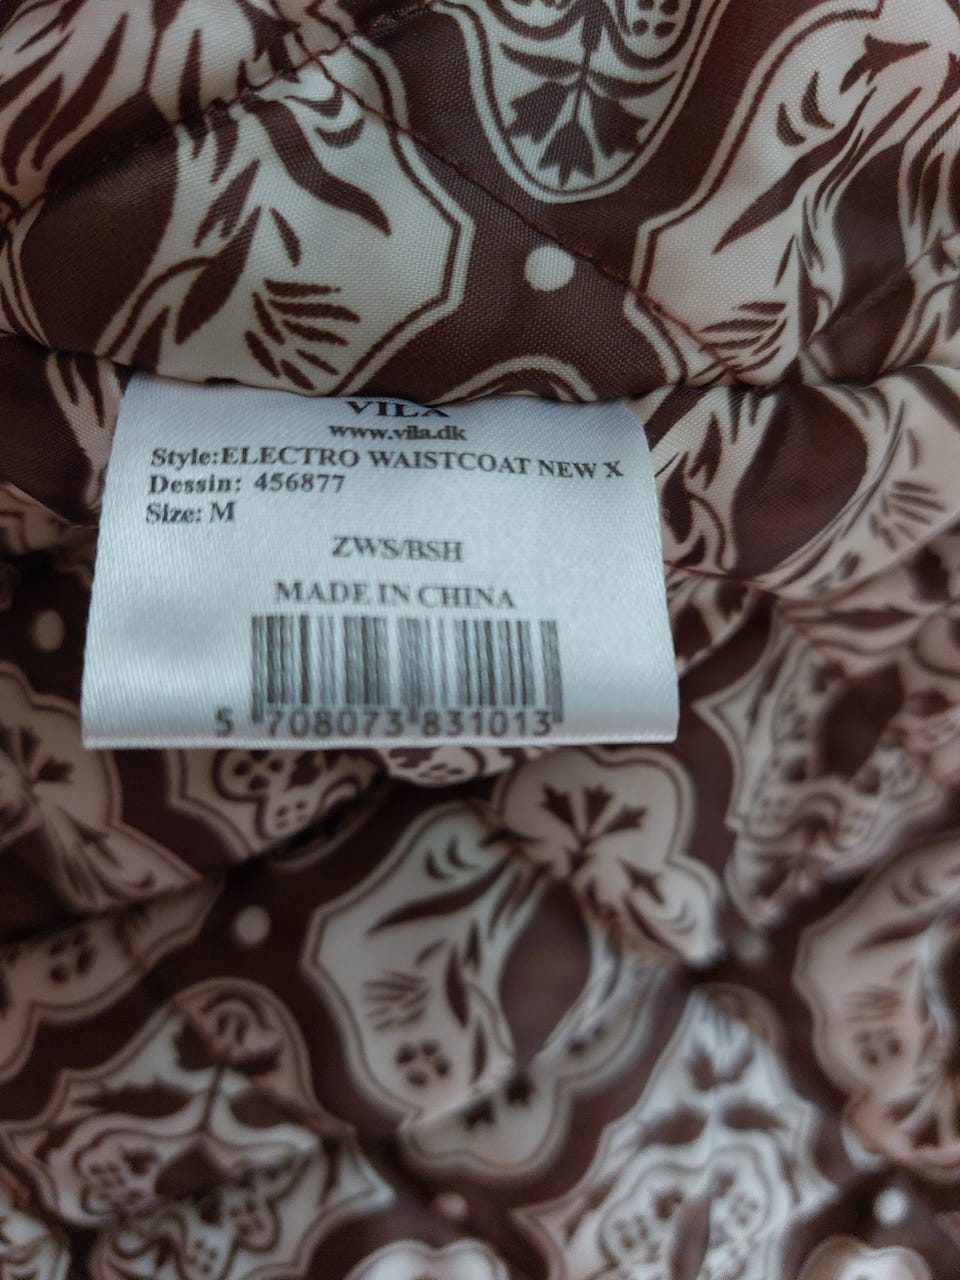 VILA
www.vila.dk
Style:ELECTRO WAISTCOAT NEW X
Dessin: 456877
Size: M
ZWS/BSH
MADE IN CHINA
5 708073 831013